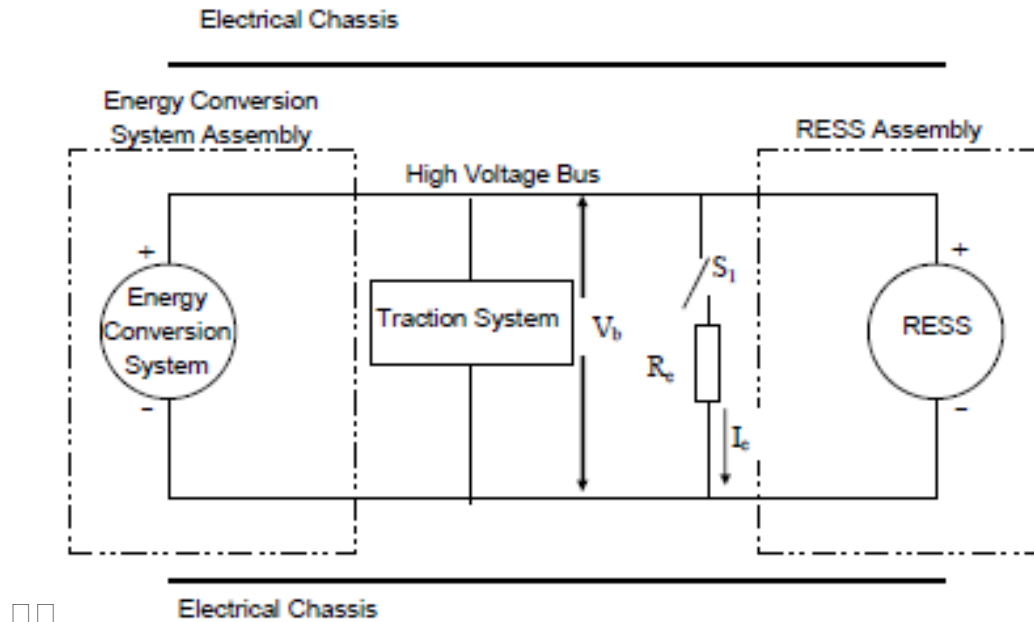 Electrical Chassis
Energy Conversion
System Assembly
RESS Assembly
High Voltage Bus
+
+
S1
Energy
Conversion
System
Traction System
Vb
RESS
Re
-
-
Ic
Electrical Chassis